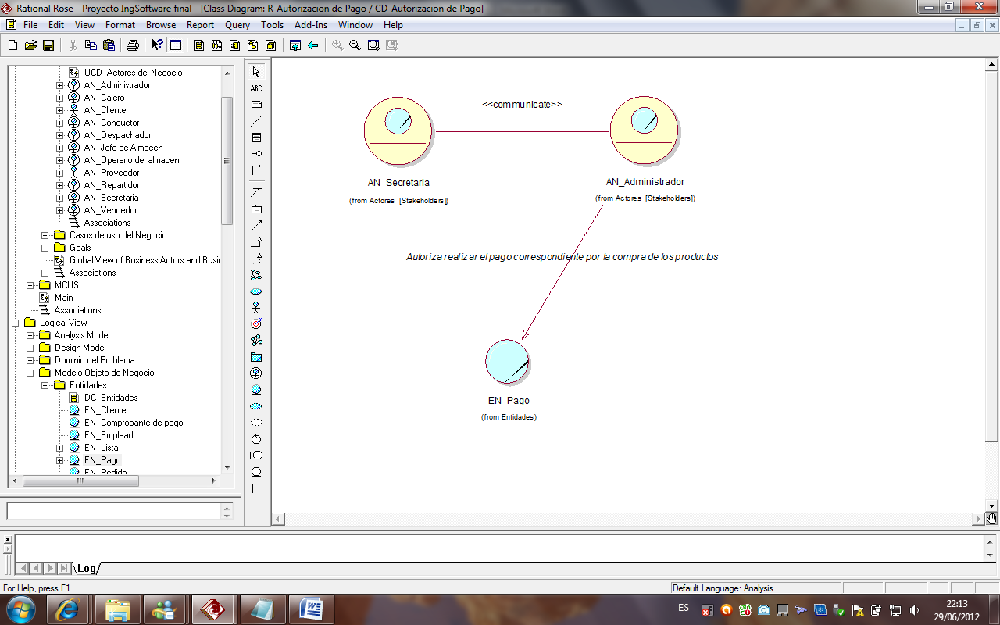 Rational Rose - Proyecto IngSoftware final - [Class Diagram: R_Autorizacion de Pago / CD_Autorizacion de Pago]
File Edit View Format Browse Report Query Tools Add-Ins Window Help
UCD_Actores del Negocio
AN_Administrador
AN_Cajero
AN_Cliente
AN_Conductor
AN_Despachador
AN_Jefe de Almacen
AN_Operario del almacen
AN_Proveedor
AN_Repartidor
AN_Secretaria
AN_Vendedor
Associations
Casos de uso del Negocio
Goals
Global View of Business Actors and Busi
Associations
MCUS
Main
Associations
Logical View
Analysis Model
Design Model
Dominio del Problema
Modelo Objeto de Negocio
Entidades
DC_Entidades
EN_Cliente
EN_Comprobante de pago
EN_Empleado
EN_Lista
EN_Pago
EN_Pedido
ABC
<<communicate>>
AN_Secretaria
(from Actores [Stakeholders])
AN_Administrador
(from Actores [Stakeholders])
Autoriza realizar el pago correspondiente por la compra de los productos
EN_Pago
(from Entidades)
Log
For Help, press F1
Default Language: Analysis
ES
22:13
29/06/2012